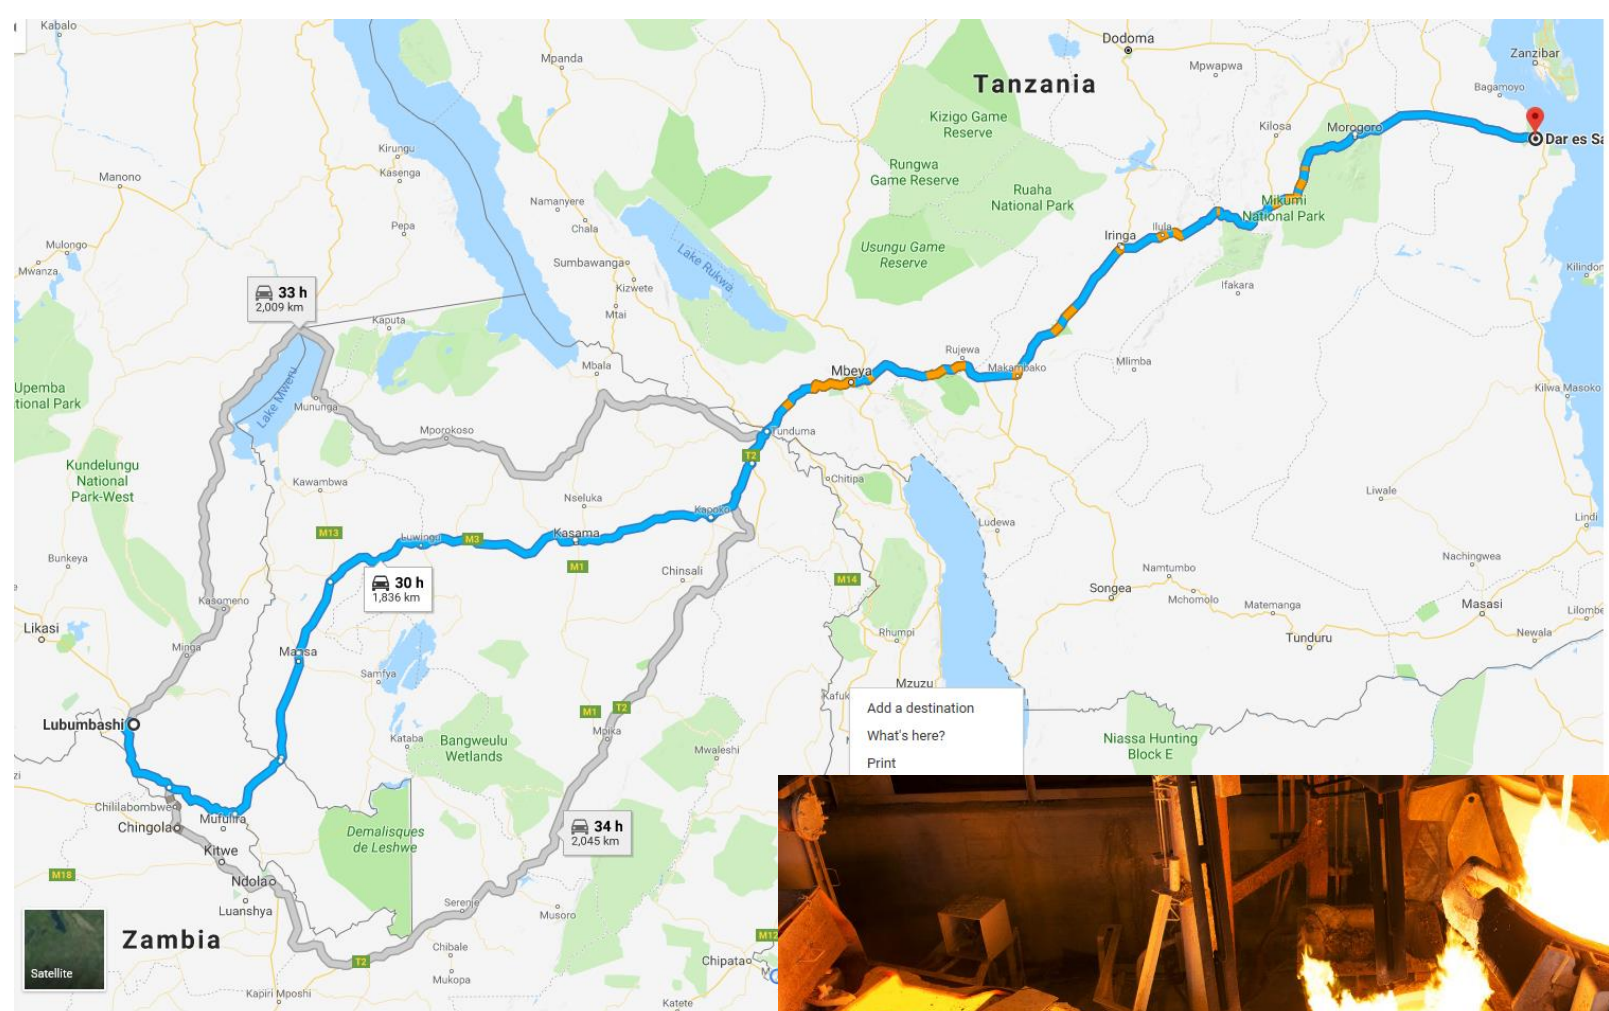 Kabalo
Dodoma
Zanzibar
Mpanda
Mpwapwa
Tanzania
Bagamoyo
Kizigo Game
Reserve
Kilosa
Morogoro
Dar es Sa
Kirungu
Kasenga
Rungwa
Game Reserve
Manono
Ruaha
National Park
Namanyere
Mikumi
National Park
Pepa
Chala
Iringa
Ilula
Mulongo
Usungu Game
Reserve
Lake Rukwa
Mwanza
Sumbawanga
Kilindon
33 h
2,009 km
Kizwete
Ifakara
Mtai
Kaputa
Rujewa
Mbala
Mbeya
Makambako
Mlimba
Upemba
tional Park
Lake Mweru
Mununga
Kilwa Masoko
Mporokoso
Tunduma
T2
Kundelungu
National
Park-West
Kawambwa
Chitipa
Nseluka
Liwale
Kapoko
Ludewa
Lindi
M13
Luwingu
M3
Kasama
Bunkeya
M1
Chinsali
Nachingwea
30 h
1,836 km
M14
Namtumbo
Songea
Mchomolo
Matemanga
Masasi
Kasomeno
Lilombe
Likasi
Rhumpi
Tunduru
Newala
Minga
Mansa
Samfya
Mzuzu
Kafuk
M1
T2
Add a destination
Lubumbashi
Mpika
What's here?
Kataba
Bangweulu
Wetlands
Mwaleshi
Niassa Hunting
Block E
Print
zi
Chililabombwe
Chingola
Mufulira
Demalisques
de Leshwe
34 h
2,045 km
Kitwe
M18
Ndola
Luanshya
Serenje
Musoro
Zambia
M12
Chibale
Chipata
T2
Satellite
Mukopa
Kapiri Mposhi
Katete